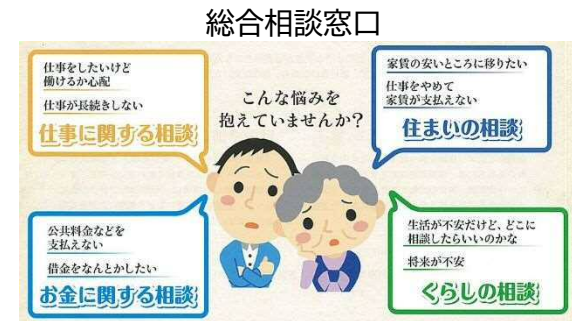 総合相談窓口
仕事をしたいけど
働けるか心配
仕事が長続きしない
仕事に関する相談
こんな悩みを
抱えていませんか?
家賃の安いところに移りたい
仕事をやめて
家賃が支払えない
住まいの相談
公共料金などを
支払えない
借金をなんとかしたい
お金に関する相談
生活が不安だけど、どこに
相談したらいいのかな
将来が不安
くらしの相談